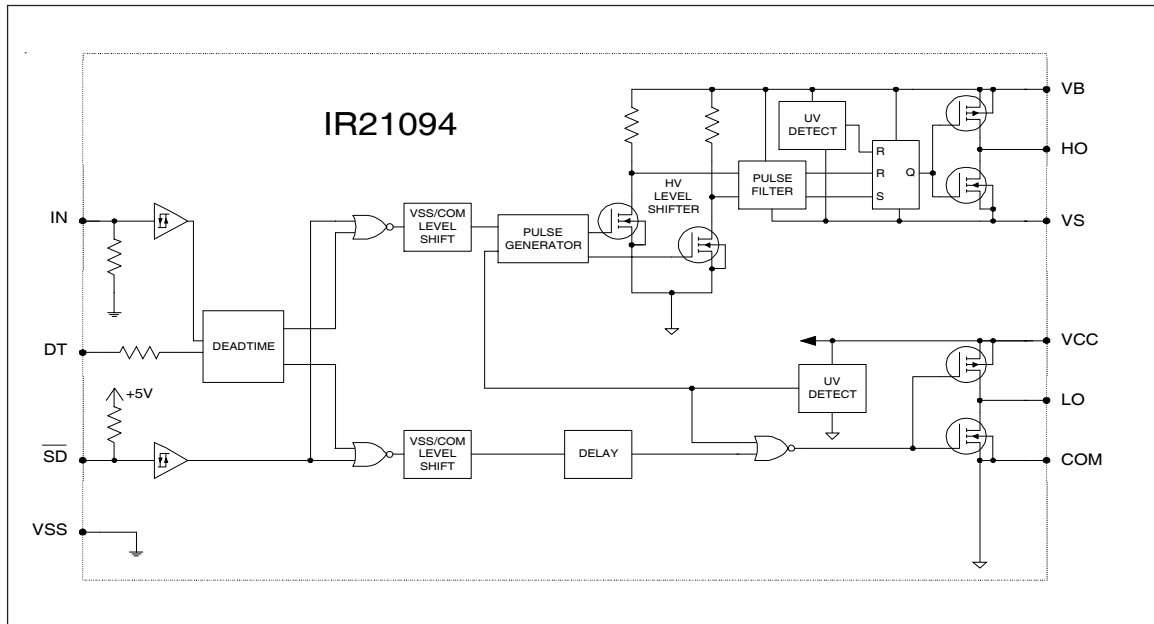 IR21094
VB
UV
DETECT
HO
R
R
Q
S
PULSE
FILTER
HV
LEVEL
SHIFTER
IN
VSS/COM
LEVEL
SHIFT
PULSE
GENERATOR
VS
DEADTIME
DT
VCC
UV
DETECT
+5V
LO
SD
VSS/COM
LEVEL
SHIFT
DELAY
COM
VSS